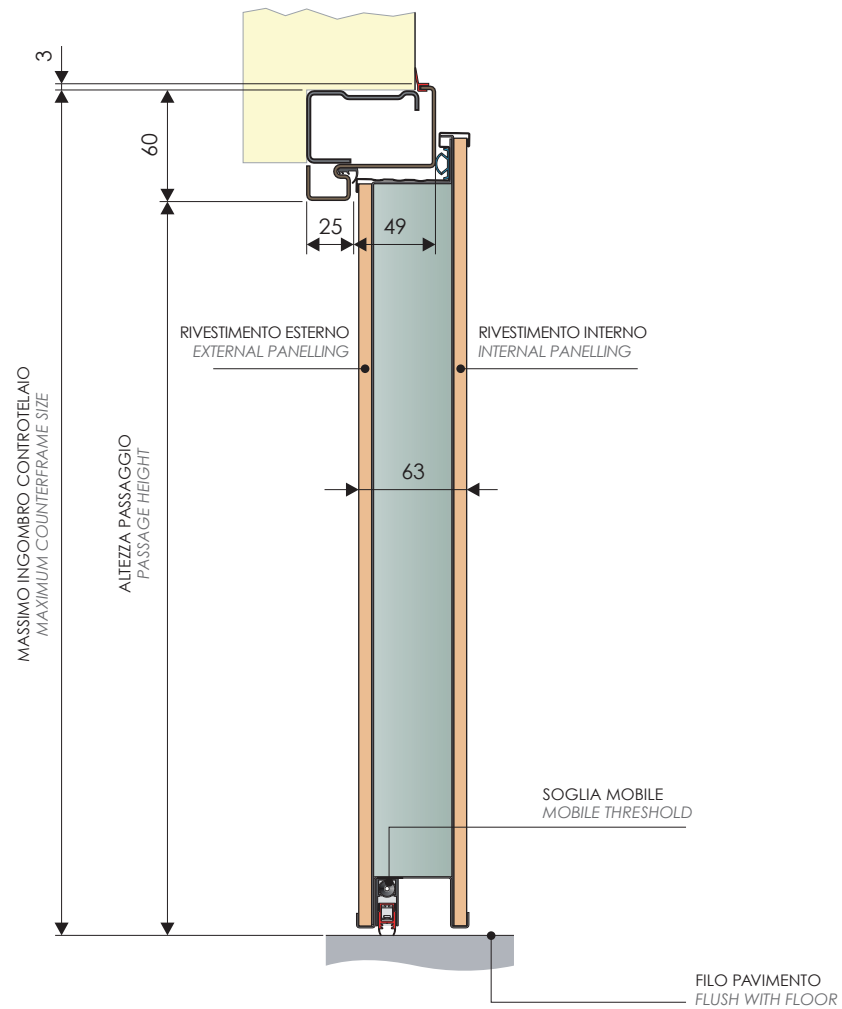 3
60
25
49
RIVESTIMENTO ESTERNO
EXTERNAL PANELLING
RIVESTIMENTO INTERNO
INTERNAL PANELLING
MASSIMO INGOMBRO CONTROTELAIO
MAXIMUM COUNTERFRAME SIZE
ALTEZZA PASSAGGIO
PASSAGE HEIGHT
63
SOGLIA MOBILE
MOBILE THRESHOLD
FILO PAVIMENTO
FLUSH WITH FLOOR